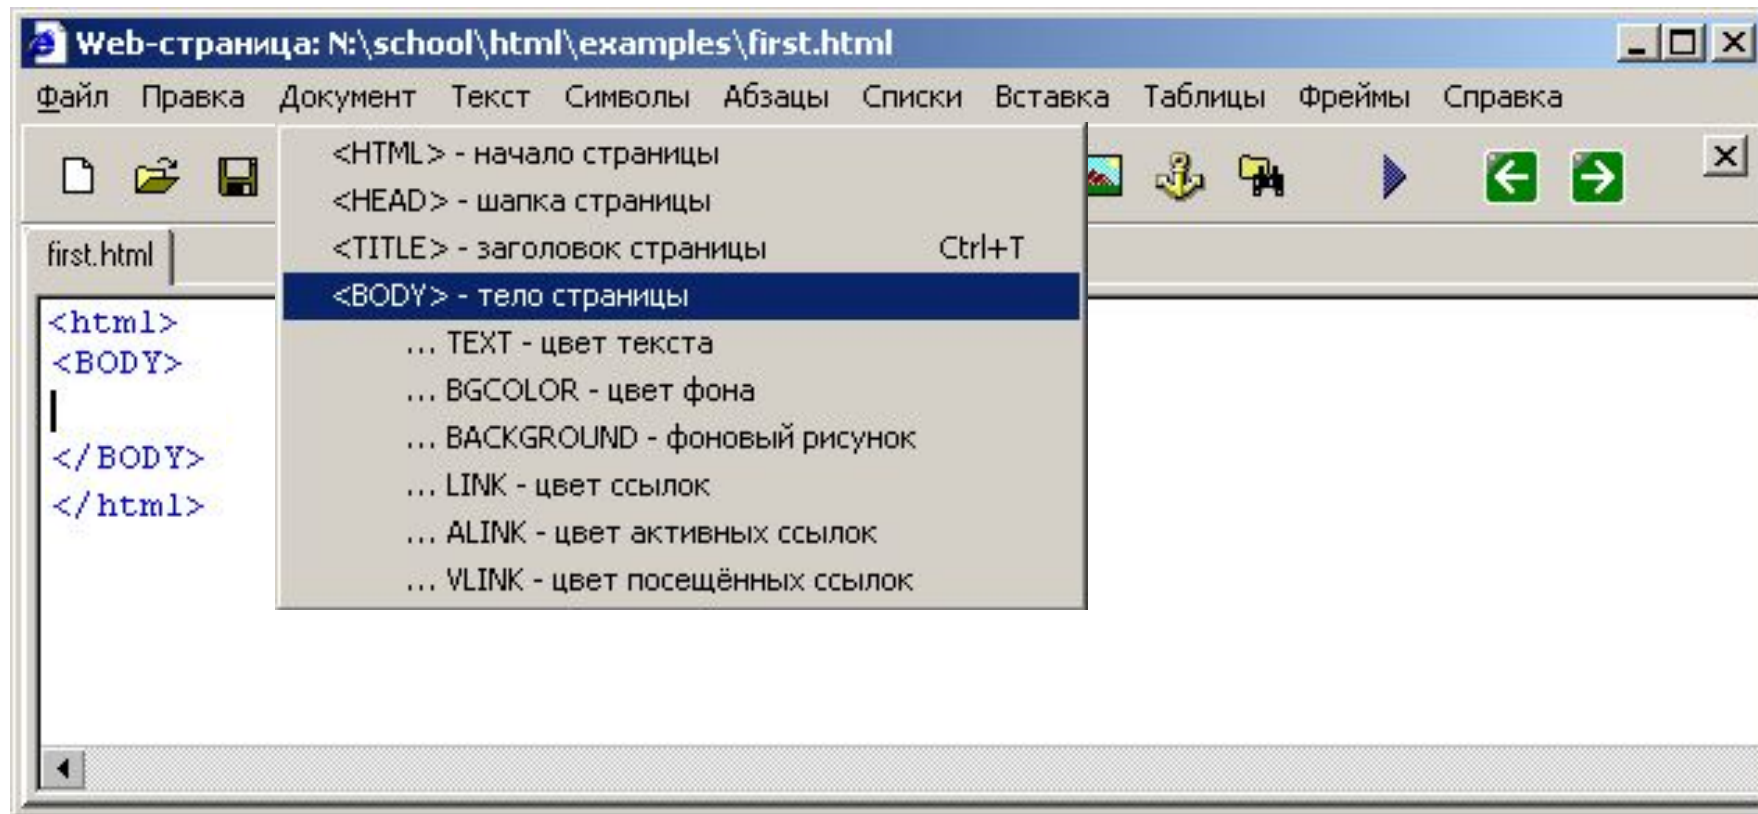 Web-страница: N:\school\html\examples\first.html
Файл Правка Документ Текст Символы Абзацы Списки Вставка Таблицы Фреймы Справка
<HTML> - начало страницы
<HEAD> - шапка страницы
<TITLE> - заголовок страницы Ctrl+T
<BODY> - тело страницы
... TEXT - цвет текста
... BGCOLOR - цвет фона
... BACKGROUND - фоновый рисунок
... LINK - цвет ссылок
... ALINK - цвет активных ссылок
... VLINK - цвет посещённых ссылок
first.html
<html>
<BODY>
</BODY>
</html>